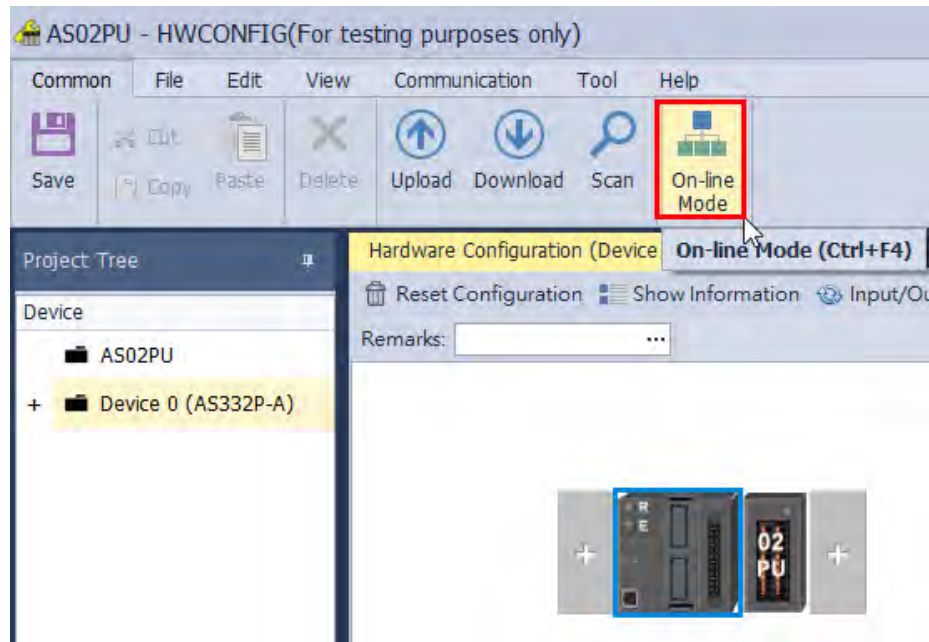 AS02PU - HWCONFIG(For testing purposes only)
Common File Edit View Communication Tool Help
Save Cut Copy Paste Delete Upload Download Scan On-line Mode
Project Tree
Hardware Configuration (Device
On-line Mode (Ctrl+F4)
Reset Configuration Show Information Input/Ou
Device
Remarks: ...
AS02PU
+ Device 0 (AS332P-A)
R
E
+ 02 +
PU